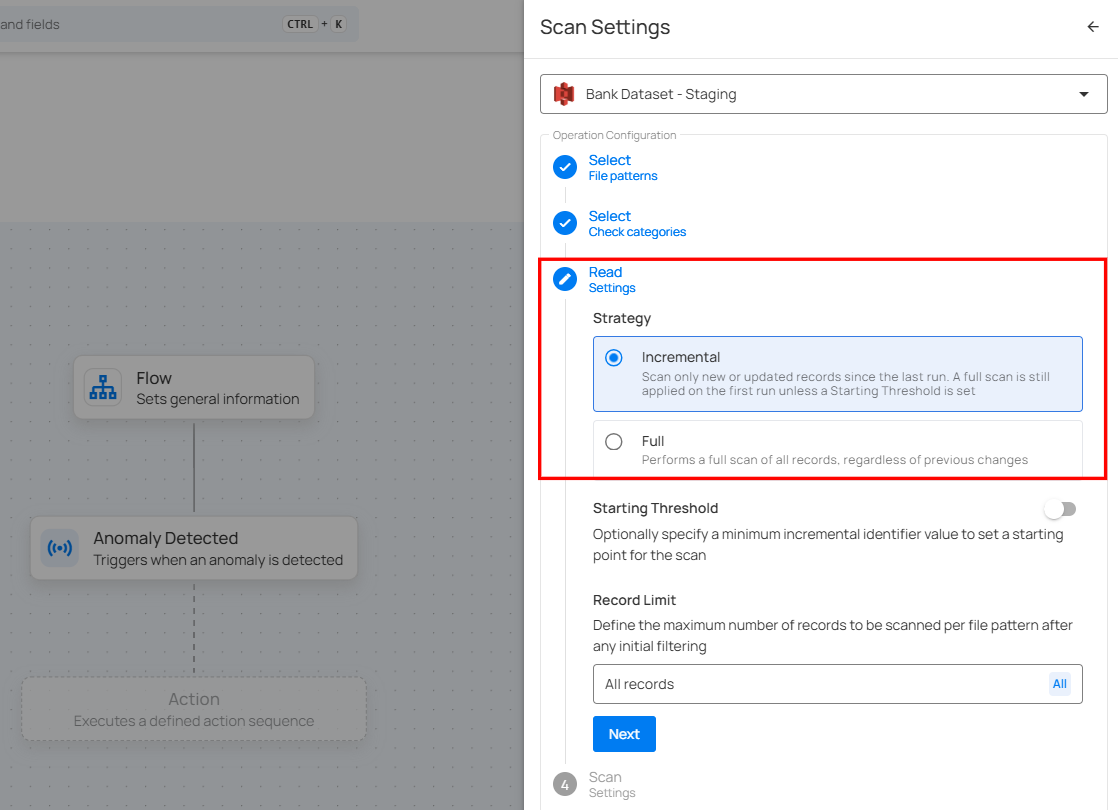 and fields
CTRL + K
Scan Settings
Bank Dataset - Staging
Operation Configuration
Select
File patterns
Select
Check categories
Read
Settings
Strategy
Incremental
Scan only new or updated records since the last run. A full scan is still
applied on the first run unless a Starting Threshold is set
Full
Performs a full scan of all records, regardless of previous changes
Starting Threshold
Optionally specify a minimum incremental identifier value to set a starting
point for the scan
Record Limit
Define the maximum number of records to be scanned per file pattern after
any initial filtering
All records
All
Next
4
Scan
Settings
Flow
Sets general information
Anomaly Detected
Triggers when an anomaly is detected
Action
Executes a defined action sequence